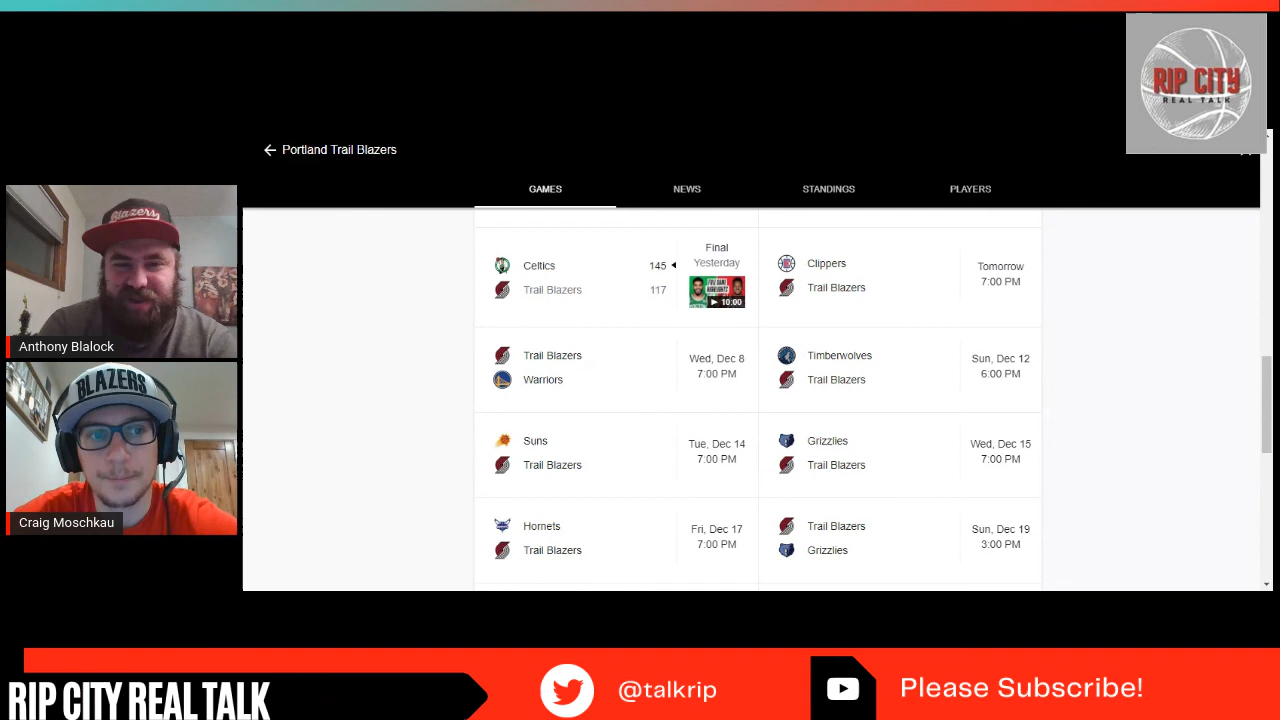 RIP CITY
REAL TALK
Portland Trail Blazers
GAMES NEWS STANDINGS PLAYERS
Celtics 145
Trail Blazers 117
Final
Yesterday
10:00
Clippers
Trail Blazers
Tomorrow
7:00 PM
Trail Blazers
Warriors
Wed, Dec 8
7:00 PM
Timberwolves
Trail Blazers
Sun, Dec 12
6:00 PM
Suns
Trail Blazers
Tue, Dec 14
7:00 PM
Grizzlies
Trail Blazers
Wed, Dec 15
7:00 PM
Hornets
Trail Blazers
Fri, Dec 17
7:00 PM
Trail Blazers
Grizzlies
Sun, Dec 19
3:00 PM
Blazers
Anthony Blalock
BLAZERS
Craig Moschkau
RIP CITY REAL TALK
@talkrip
Please Subscribe!